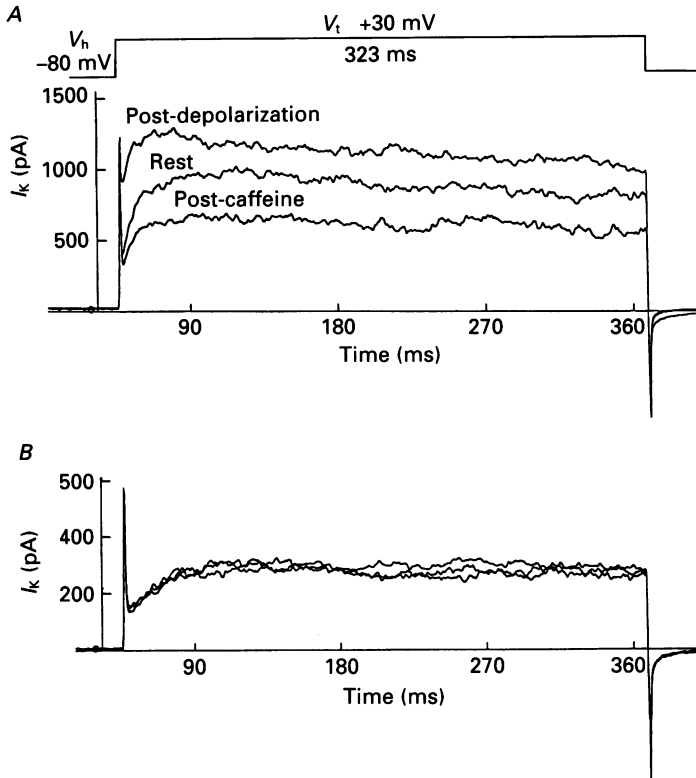 A
Vt +30 mV
Vh
−80 mV
323 ms
1500
1000
500
IK (pA)
Post-depolarization
Rest
Post-caffeine
90 180 270 360
Time (ms)
B
500
400
200
IK (pA)
90 180 270 360
Time (ms)